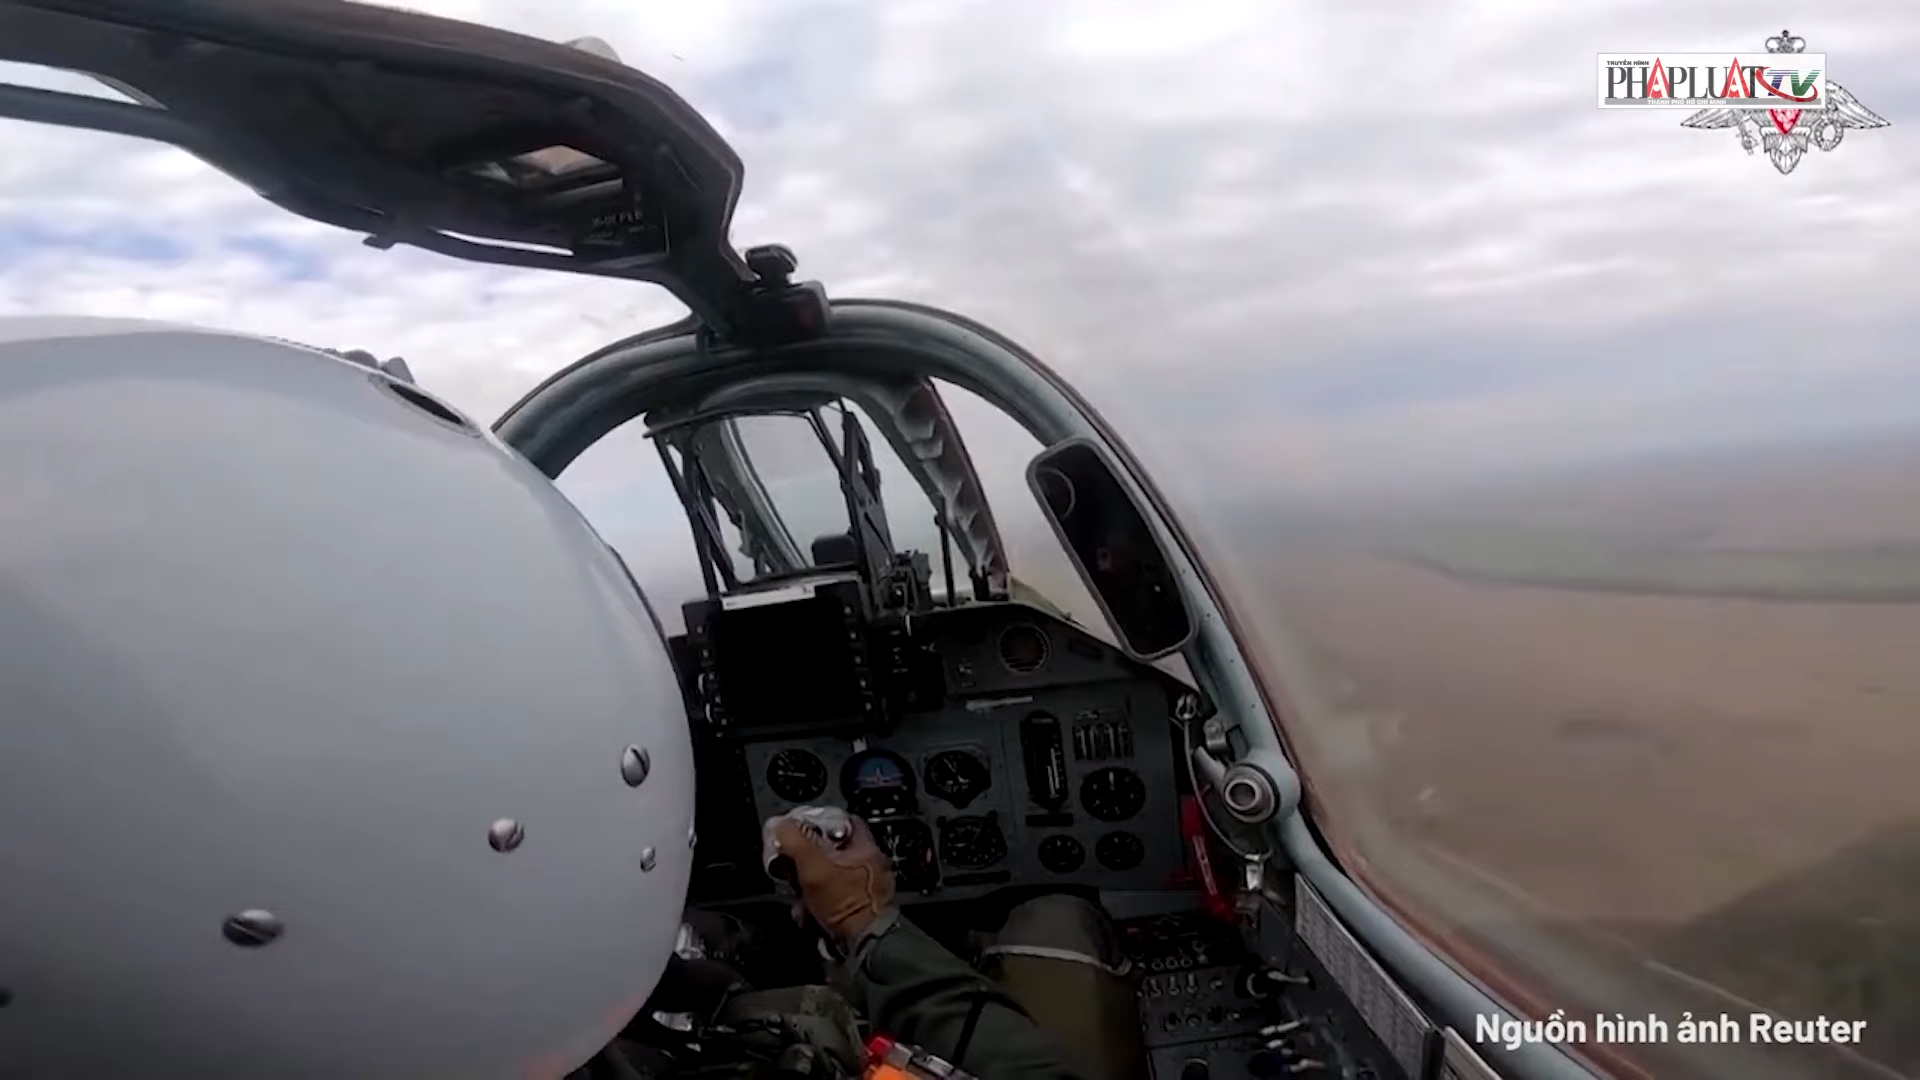 TRUYỀN HÌNH
PHÁPLUẬT TV
THÀNH PHỐ HỒ CHÍ MINH
Nguồn hình ảnh Reuter